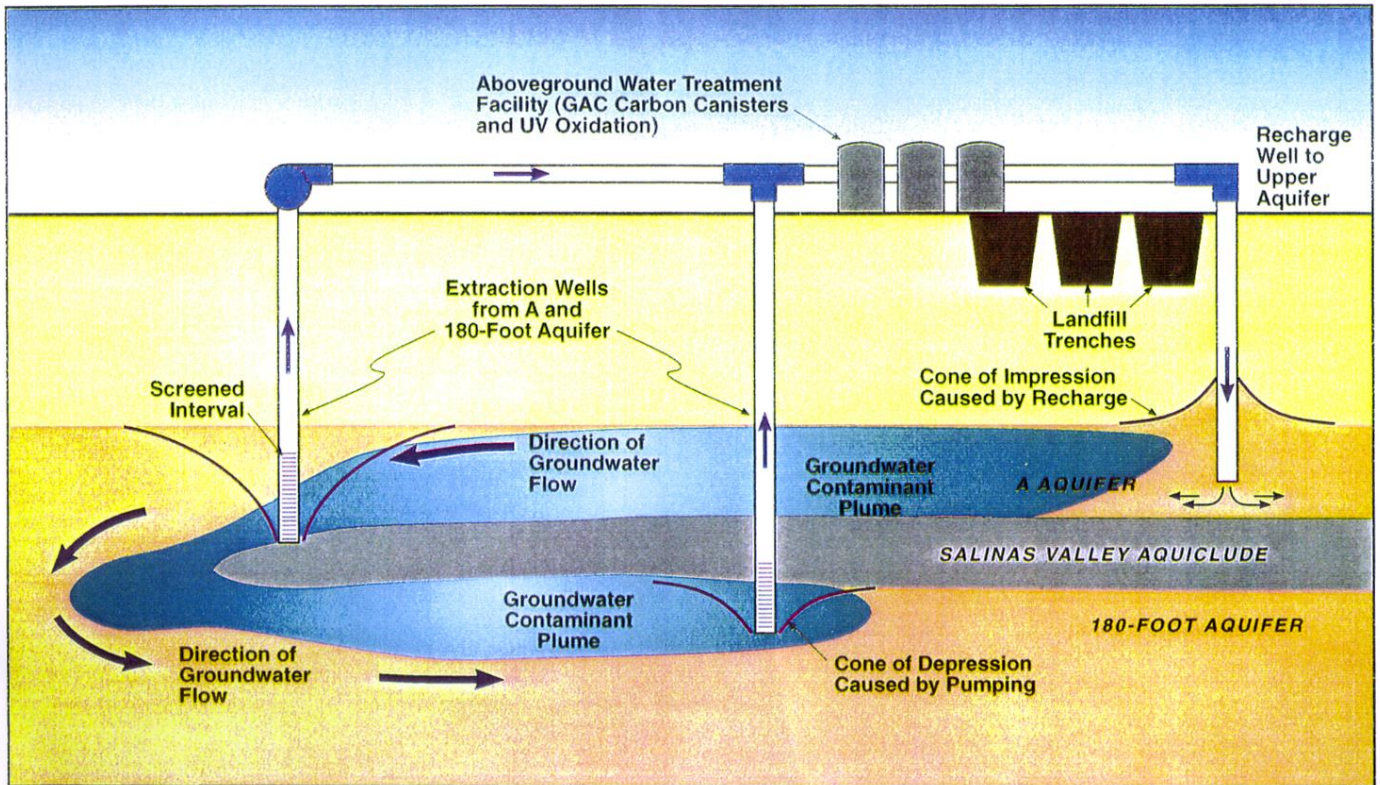 Aboveground Water Treatment
Facility (GAC Carbon Canisters
and UV Oxidation)
Recharge
Well to
Upper
Aquifer
Extraction Wells
from A and
180-Foot Aquifer
Landfill
Trenches
Screened
Interval
Cone of Impression
Caused by Recharge
Direction of
Groundwater
Flow
Groundwater
Contaminant
Plume
A AQUIFER
SALINAS VALLEY AQUICLUDE
Groundwater
Contaminant
Plume
180-FOOT AQUIFER
Direction of
Groundwater
Flow
Cone of Depression
Caused by Pumping